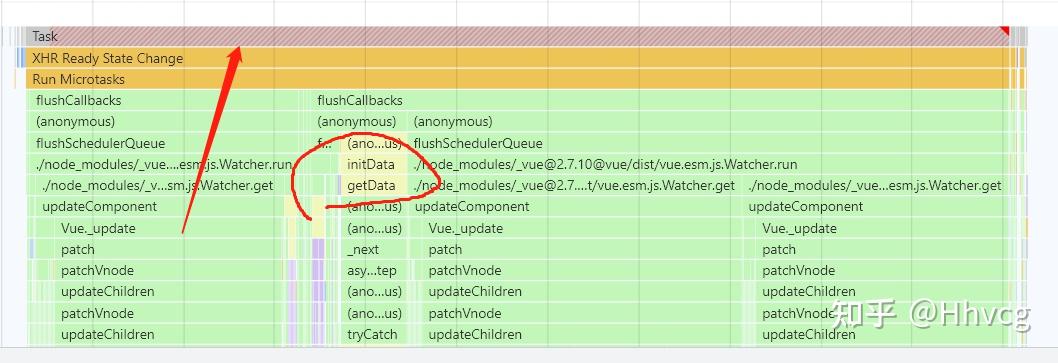 Task
XHR Ready State Change
Run Microtasks
flushCallbacks flushCallbacks
(anonymous) (anonymous) (anonymous)
flushSchedulerQueue f... (ano...us) flushSchedulerQueue
./node_modules/_vue....esm.js.Watcher.run initData ./node_modules/_vue@2.7.10@vue/dist/vue.esm.js.Watcher.run
./node_modules/_v...sm.js.Watcher.get getData ./node_modules/_vue@2.7....t/vue.esm.js.Watcher.get ./node_modules/_vue@2.7....t/vue.esm.js.Watcher.get
updateComponent (ano...us) updateComponent updateComponent
Vue._update (ano...us) Vue._update Vue._update
patch _next patch patch
patchVnode asy...tep patchVnode patchVnode
updateChildren (ano...us) updateChildren updateChildren
patchVnode (ano...us) patchVnode patchVnode
updateChildren tryCatch updateChildren updateChildren
知乎 @Hhvcg